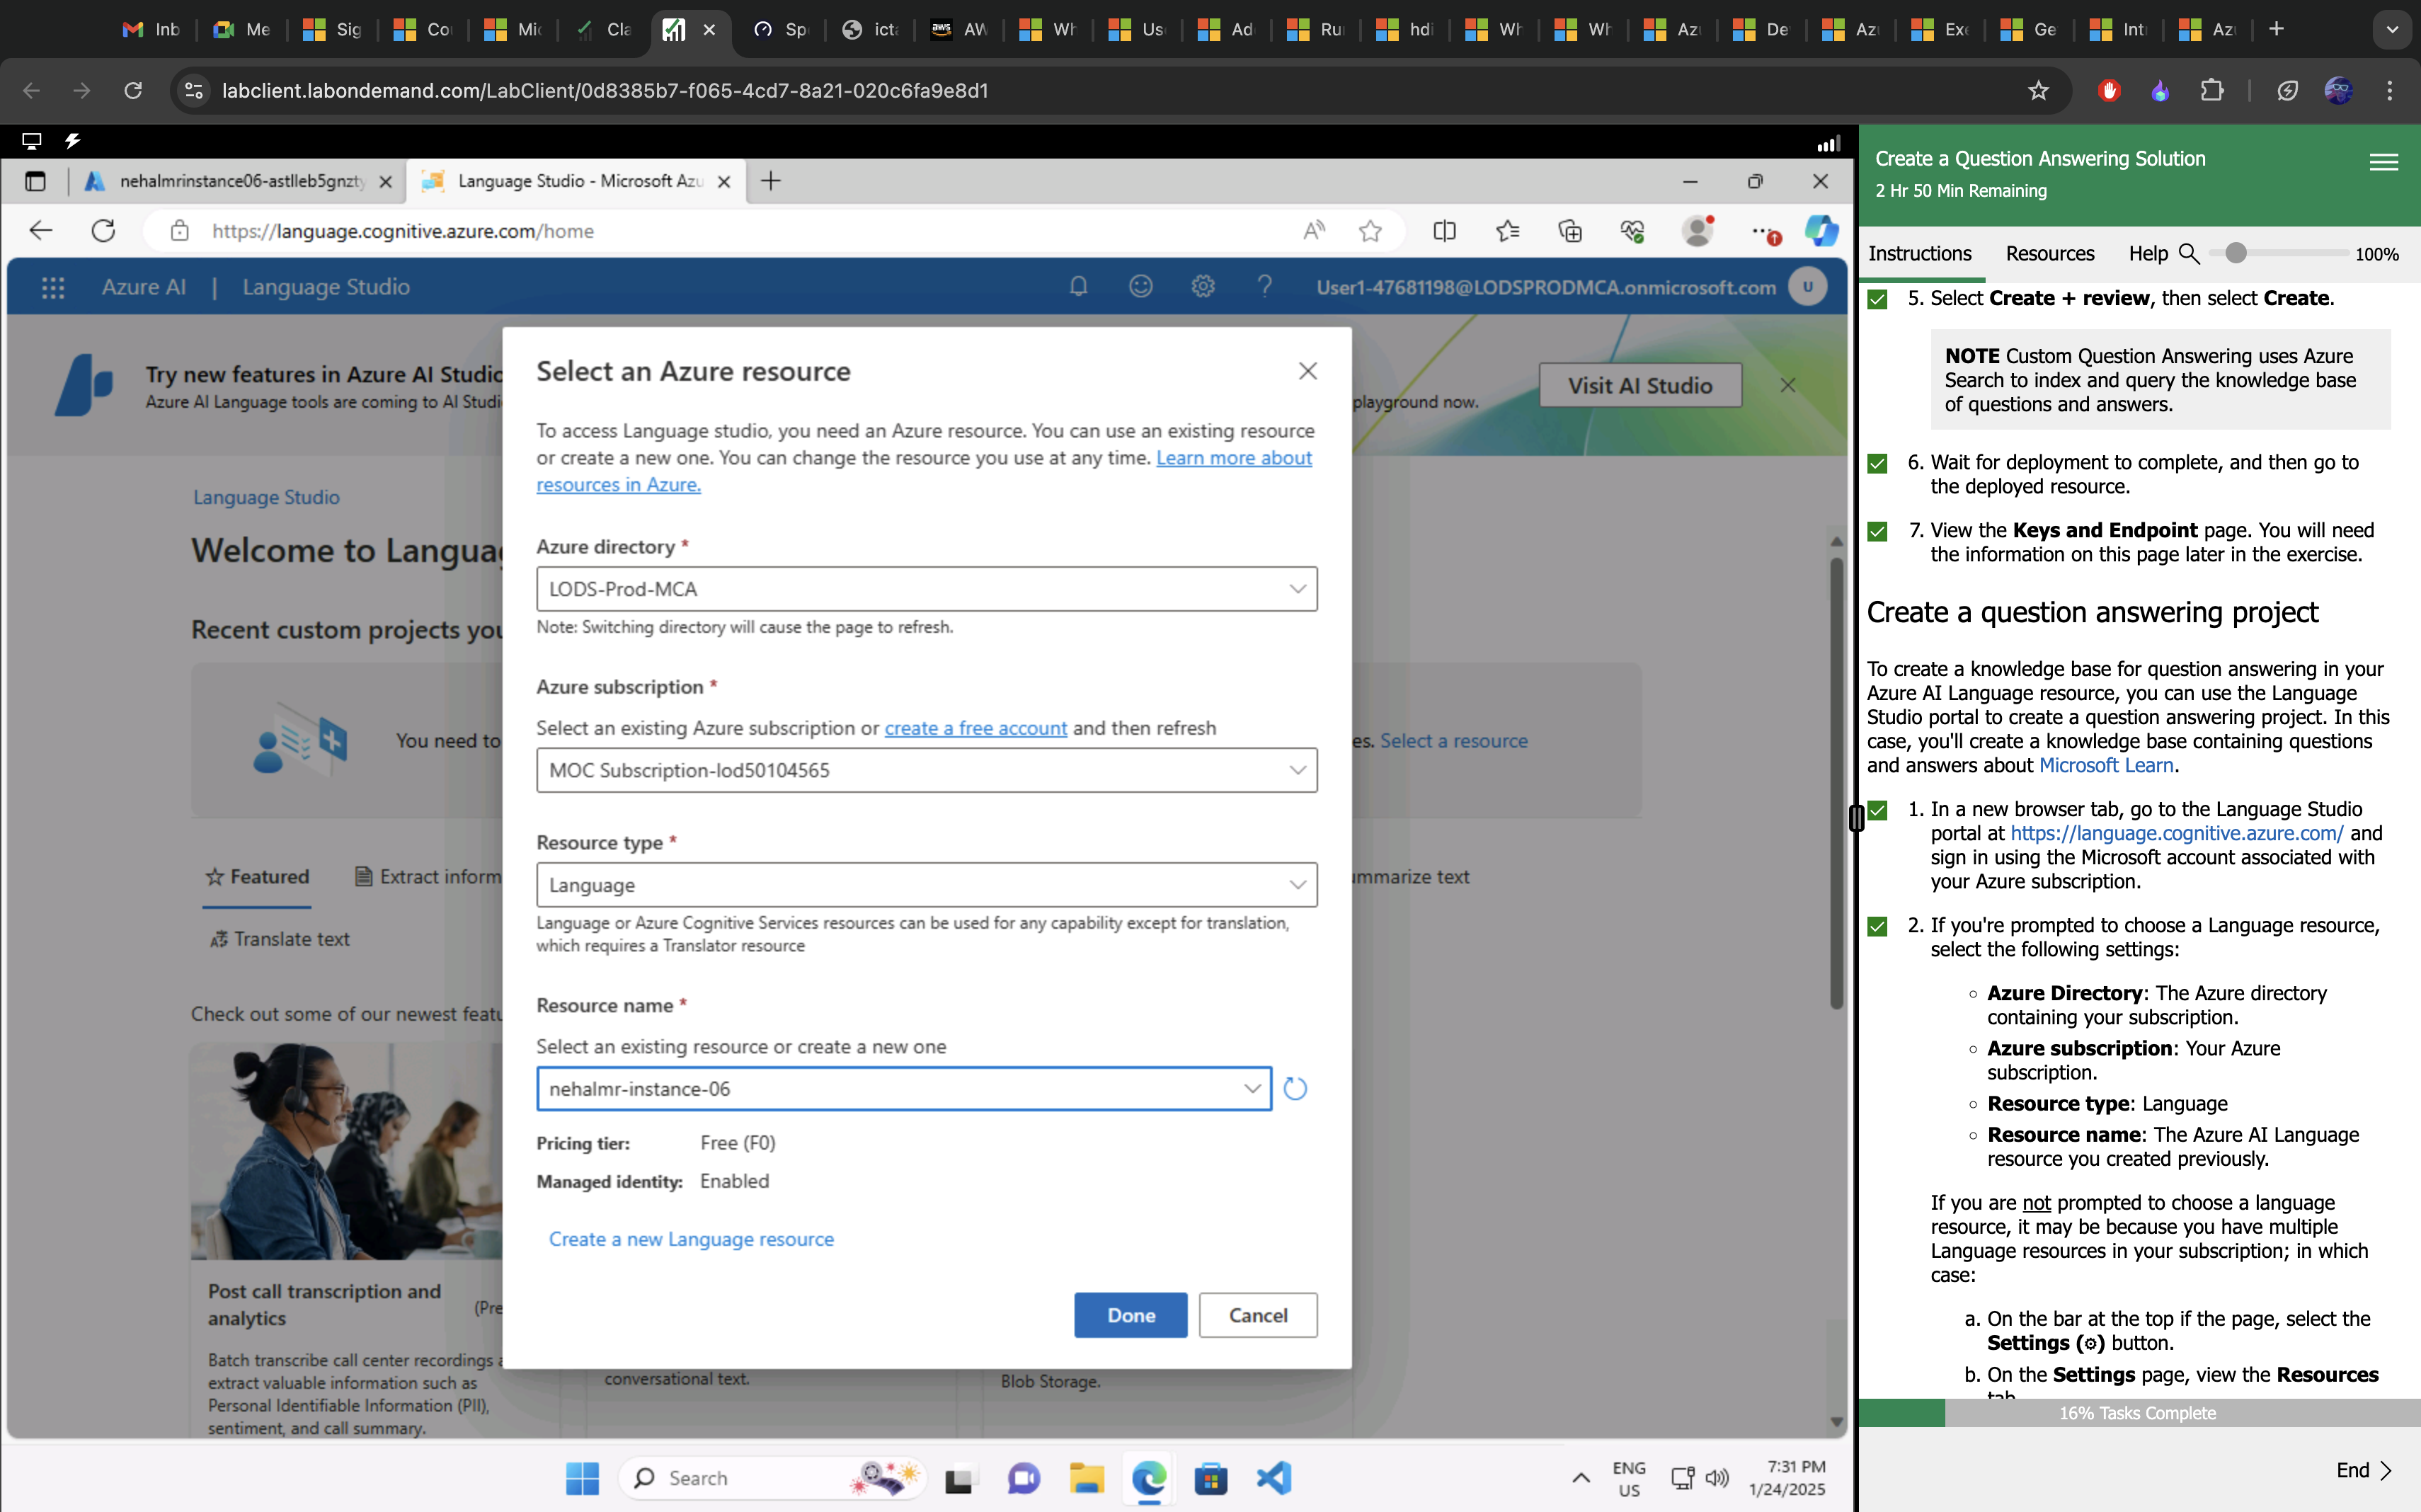 Inb
Me
Sig
Co
Mic
Cla
Sp
icta
AW
Wh
Us
Ad
Ru
hdi
Wh
Wh
Azu
De
Az
Exe
Ge
Int
Az
labclient.labondemand.com/LabClient/0d8385b7-f065-4cd7-8a21-020c6fa9e8d1
nehalmrinstance06-astlleb5gnzty
Language Studio - Microsoft Azu
https://language.cognitive.azure.com/home
Azure AI | Language Studio
User1-47681198@LODSPRODMCA.onmicrosoft.com
U
Try new features in Azure AI Studio
Azure AI Language tools are coming to AI Studi
playground now.
Visit AI Studio
Language Studio
Welcome to Langua
Recent custom projects you
You need to
es. Select a resource
Featured
Extract inform
ummarize text
Translate text
Check out some of our newest featu
Post call transcription and
analytics
(Pre
Batch transcribe call center recordings a
extract valuable information such as
Personal Identifiable Information (PII),
sentiment, and call summary.
conversational text.
Blob Storage.
Select an Azure resource
To access Language studio, you need an Azure resource. You can use an existing resource
or create a new one. You can change the resource you use at any time. Learn more about
resources in Azure.
Azure directory *
LODS-Prod-MCA
Note: Switching directory will cause the page to refresh.
Azure subscription *
Select an existing Azure subscription or create a free account and then refresh
MOC Subscription-lod50104565
Resource type *
Language
Language or Azure Cognitive Services resources can be used for any capability except for translation,
which requires a Translator resource
Resource name *
Select an existing resource or create a new one
nehalmr-instance-06
Pricing tier: Free (F0)
Managed identity: Enabled
Create a new Language resource
Done
Cancel
Search
ENG
US
7:31 PM
1/24/2025
Create a Question Answering Solution
2 Hr 50 Min Remaining
Instructions Resources Help 100%
5. Select Create + review, then select Create.
NOTE Custom Question Answering uses Azure
Search to index and query the knowledge base
of questions and answers.
6. Wait for deployment to complete, and then go to
the deployed resource.
7. View the Keys and Endpoint page. You will need
the information on this page later in the exercise.
Create a question answering project
To create a knowledge base for question answering in your
Azure AI Language resource, you can use the Language
Studio portal to create a question answering project. In this
case, you'll create a knowledge base containing questions
and answers about Microsoft Learn.
1. In a new browser tab, go to the Language Studio
portal at https://language.cognitive.azure.com/ and
sign in using the Microsoft account associated with
your Azure subscription.
2. If you're prompted to choose a Language resource,
select the following settings:
◦ Azure Directory: The Azure directory
containing your subscription.
◦ Azure subscription: Your Azure
subscription.
◦ Resource type: Language
◦ Resource name: The Azure AI Language
resource you created previously.
If you are not prompted to choose a language
resource, it may be because you have multiple
Language resources in your subscription; in which
case:
a. On the bar at the top if the page, select the
Settings (⚙) button.
b. On the Settings page, view the Resources
tab
16% Tasks Complete
End